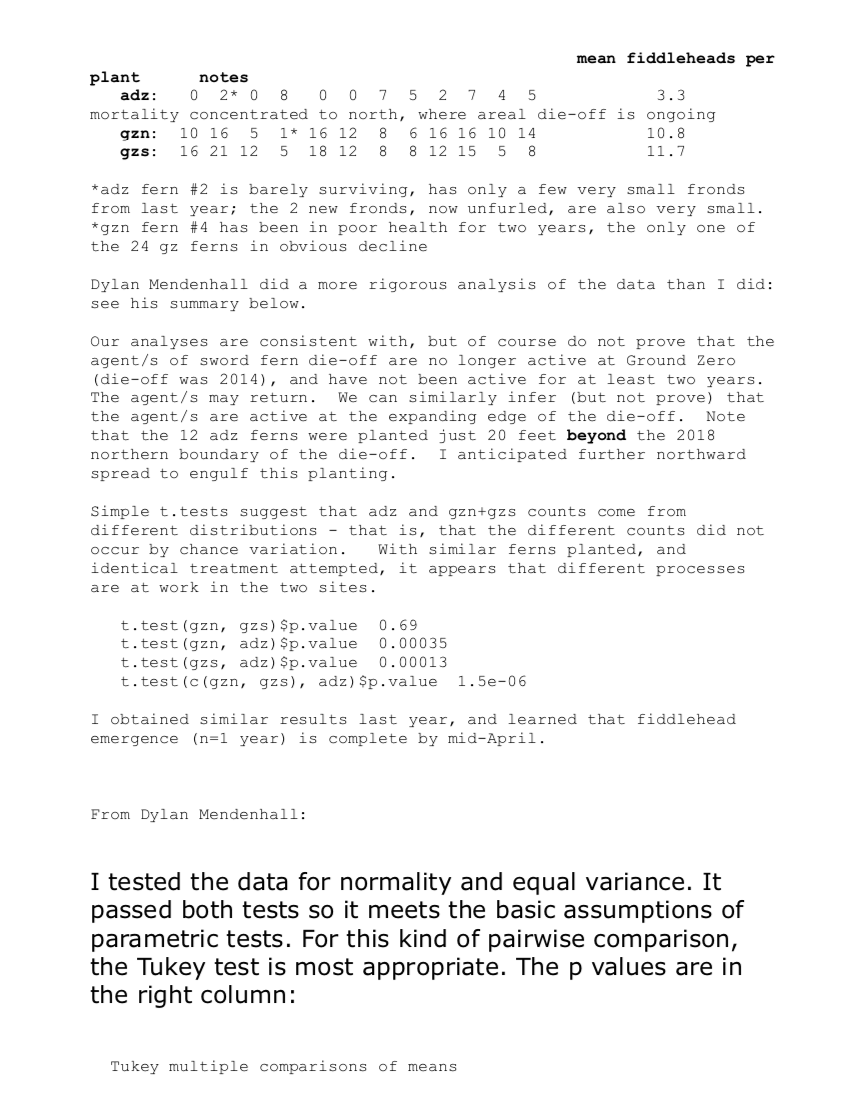 mean fiddleheads per
plant      notes
   adz:   0  2* 0  8   0  0  7  5  2  7  4  5            3.3
mortality concentrated to north, where areal die-off is ongoing
   gzn:  10 16  5  1* 16 12  8  6 16 16 10 14           10.8
   gzs:  16 21 12  5  18 12  8  8 12 15  5  8           11.7
*adz fern #2 is barely surviving, has only a few very small fronds
from last year; the 2 new fronds, now unfurled, are also very small.
*gzn fern #4 has been in poor health for two years, the only one of
the 24 gz ferns in obvious decline
Dylan Mendenhall did a more rigorous analysis of the data than I did:
see his summary below.
Our analyses are consistent with, but of course do not prove that the
agent/s of sword fern die-off are no longer active at Ground Zero
(die-off was 2014), and have not been active for at least two years.
The agent/s may return.  We can similarly infer (but not prove) that
the agent/s are active at the expanding edge of the die-off.  Note
that the 12 adz ferns were planted just 20 feet beyond the 2018
northern boundary of the die-off.  I anticipated further northward
spread to engulf this planting.
Simple t.tests suggest that adz and gzn+gzs counts come from
different distributions - that is, that the different counts did not
occur by chance variation.   With similar ferns planted, and
identical treatment attempted, it appears that different processes
are at work in the two sites.
   t.test(gzn, gzs)$p.value  0.69
   t.test(gzn, adz)$p.value  0.00035
   t.test(gzs, adz)$p.value  0.00013
   t.test(c(gzn, gzs), adz)$p.value  1.5e-06
I obtained similar results last year, and learned that fiddlehead
emergence (n=1 year) is complete by mid-April.
From Dylan Mendenhall:
I tested the data for normality and equal variance. It
passed both tests so it meets the basic assumptions of
parametric tests. For this kind of pairwise comparison,
the Tukey test is most appropriate. The p values are in
the right column:
  Tukey multiple comparisons of means